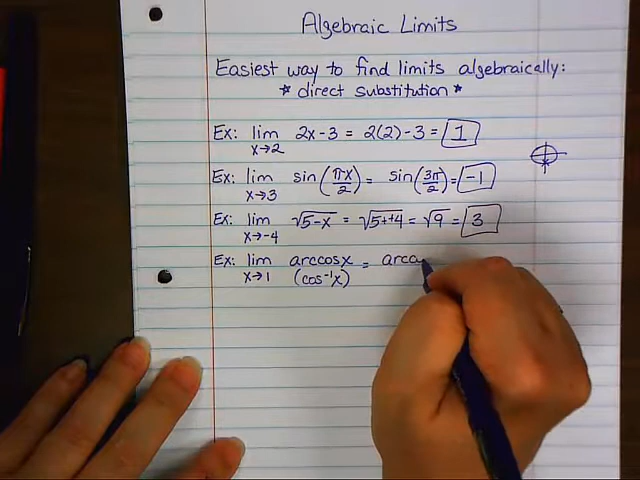 Algebraic Limits
Easiest way to find limits algebraically:
* direct substitution *
Ex: lim x→2 2x-3 = 2(2)-3 = 1
Ex: lim x→3 sin(πx/2) = sin(3π/2) = -1
Ex: lim x→-4 √5-x = √5++4 = √9 = 3
Ex: lim x→1 arccosx = arcc
(cos⁻¹x)